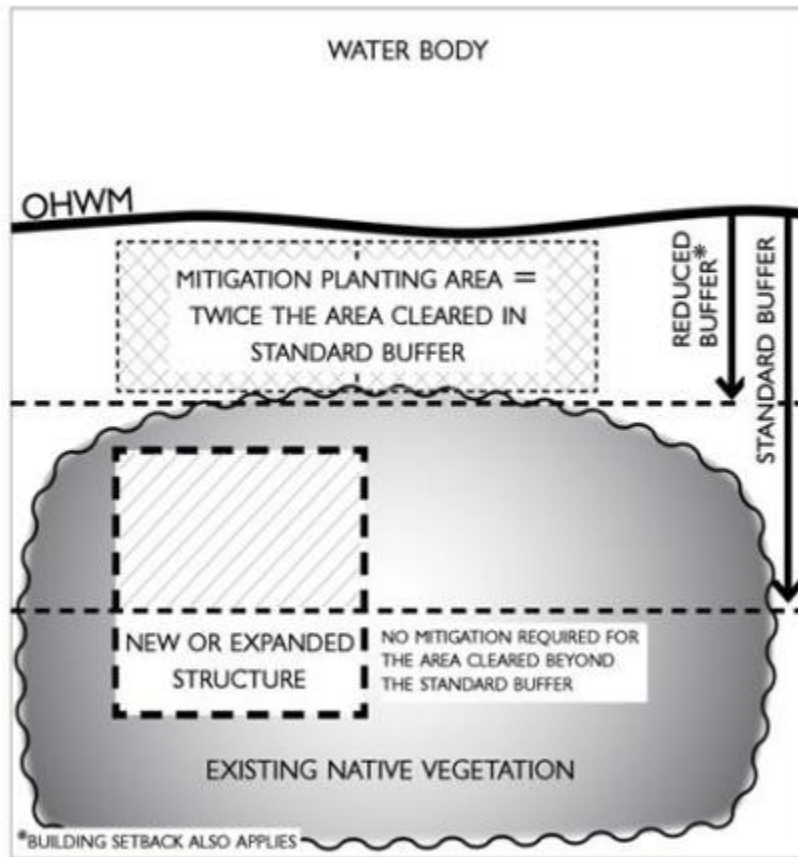 WATER BODY
OHWM
MITIGATION PLANTING AREA =
TWICE THE AREA CLEARED IN
STANDARD BUFFER
REDUCED
BUFFER*
STANDARD BUFFER
NEW OR EXPANDED
STRUCTURE
NO MITIGATION REQUIRED FOR
THE AREA CLEARED BEYOND
THE STANDARD BUFFER
EXISTING NATIVE VEGETATION
*BUILDING SETBACK ALSO APPLIES